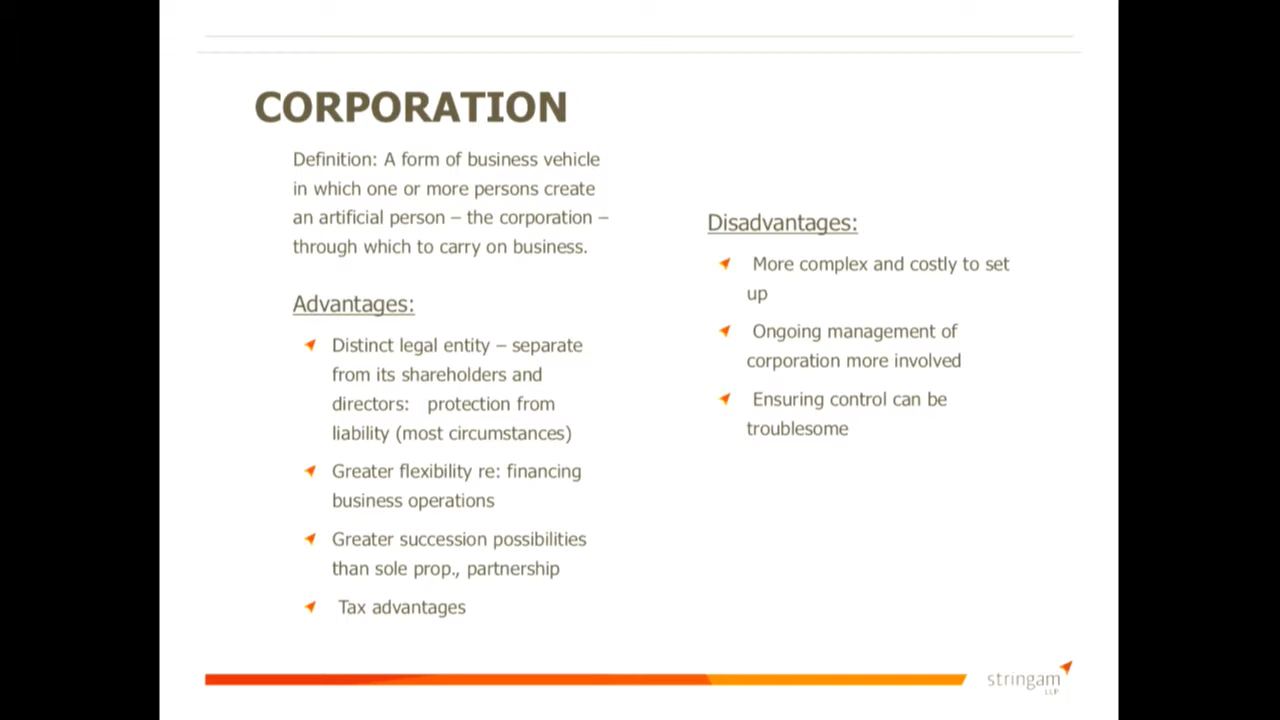 CORPORATION
Definition: A form of business vehicle
in which one or more persons create
an artificial person – the corporation –
through which to carry on business.
Advantages:
Distinct legal entity – separate
from its shareholders and
directors: protection from
liability (most circumstances)
Greater flexibility re: financing
business operations
Greater succession possibilities
than sole prop., partnership
Tax advantages
Disadvantages:
More complex and costly to set
up
Ongoing management of
corporation more involved
Ensuring control can be
troublesome
stringam
LLP